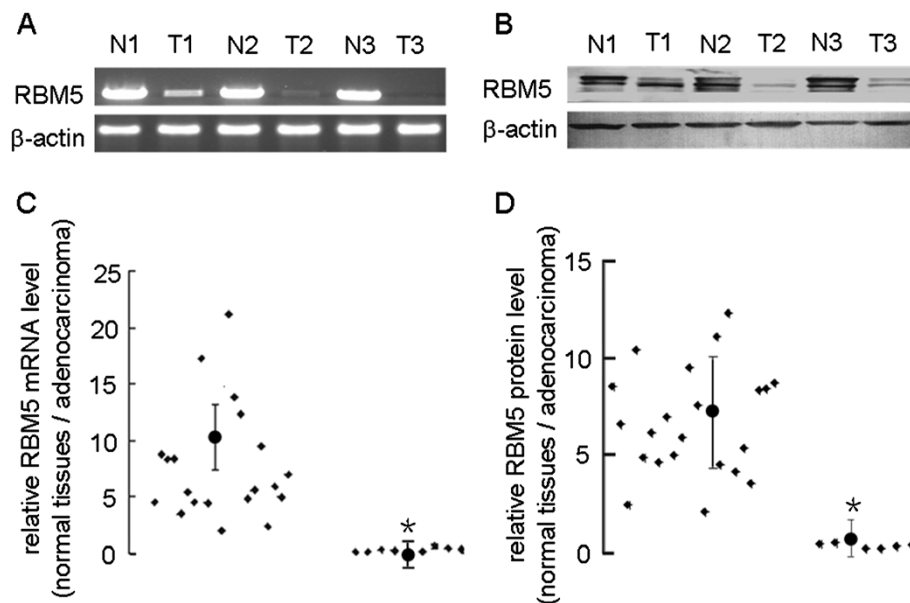 A
N1 T1 N2 T2 N3 T3
RBM5
β-actin
B
N1 T1 N2 T2 N3 T3
RBM5
β-actin
C
relative RBM5 mRNA level
(normal tissues / adenocarcinoma)
25
20
15
10
5
0
*
D
relative RBM5 protein level
(normal tissues / adenocarcinoma)
15
10
5
0
*